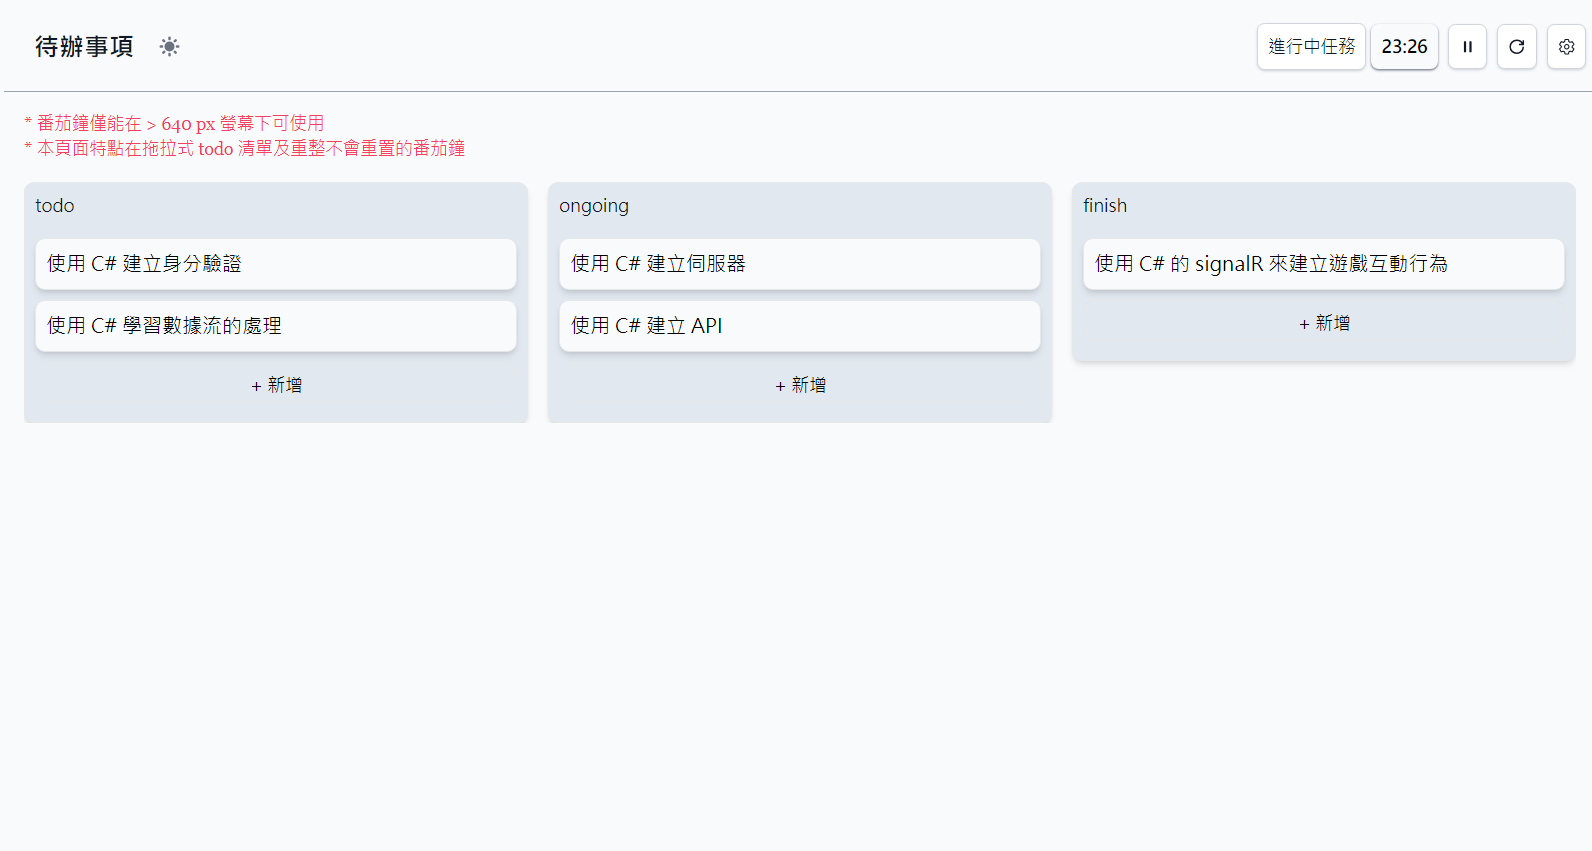 待辦事項
進行中任務
23:26
* 番茄鐘僅能在 > 640 px 螢幕下可使用
* 本頁面特點在拖拉式 todo 清單及重整不會重置的番茄鐘
todo
使用 C# 建立身分驗證
使用 C# 學習數據流的處理
+ 新增
ongoing
使用 C# 建立伺服器
使用 C# 建立 API
+ 新增
finish
使用 C# 的 signalR 來建立遊戲互動行為
+ 新增